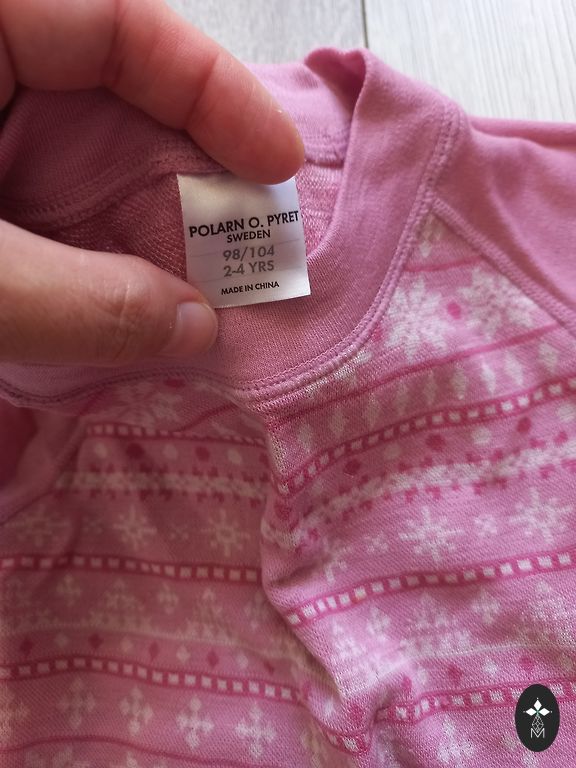 POLARN O. PYRET
SWEDEN
98/104
2-4 YRS
MADE IN CHINA
M